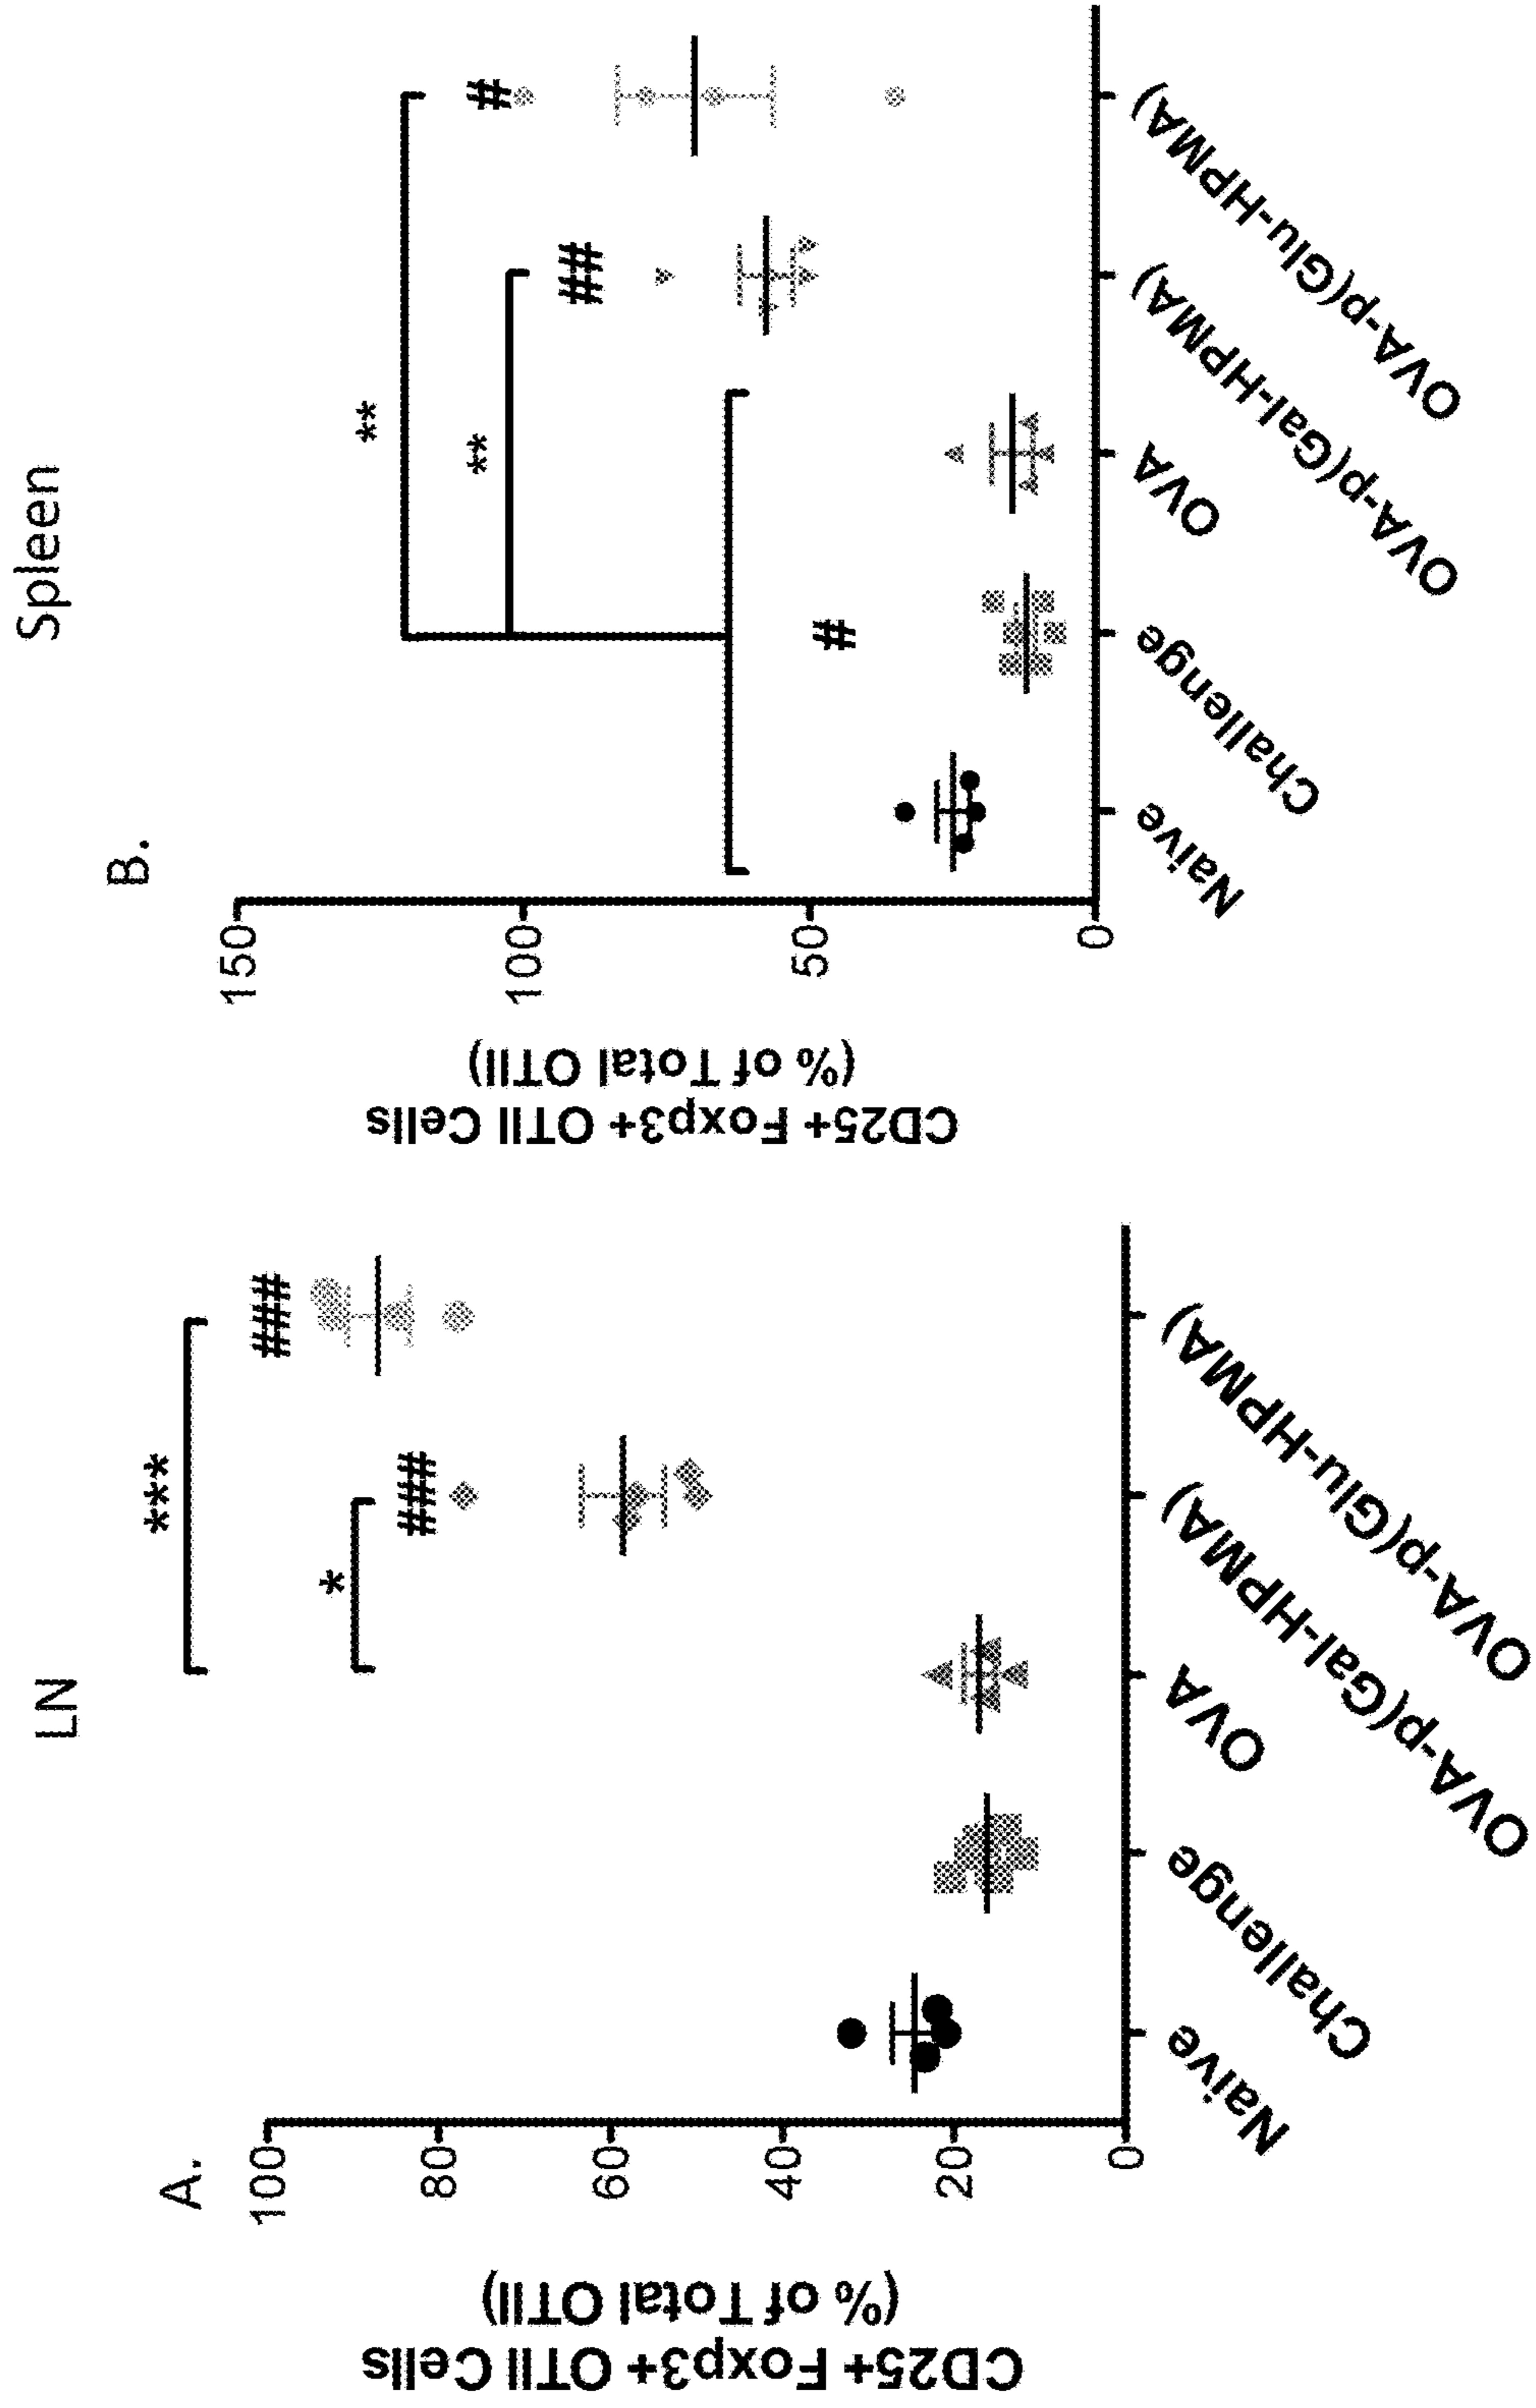 LN
A.
CD25+ Foxp3+ OTII Cells
(% of Total OTII)
100
80
60
40
20
0
***
*
###
###
Naive
Challenge
OVA
OVA-p(Gal-HPMA)
OVA-p(Glu-HPMA)
Spleen
B.
CD25+ Foxp3+ OTII Cells
(% of Total OTII)
150
100
50
0
**
**
#
##
#
Naive
Challenge
OVA
OVA-p(Gal-HPMA)
OVA-p(Glu-HPMA)